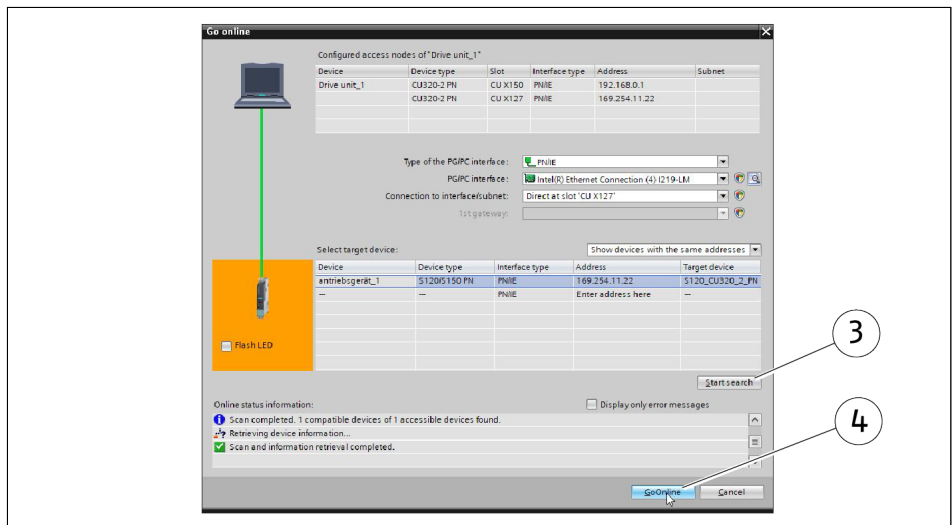 Go online
Configured access nodes of "Drive unit_1"
Device Device type Slot Interface type Address Subnet
Drive unit_1 CU320-2 PN CU X150 PN/IE 192.168.0.1
CU320-2 PN CU X127 PN/IE 169.254.11.22
Type of the PG/PC interface: PN/IE
PG/PC interface: Intel(R) Ethernet Connection (4) I219-LM
Connection to interface/subnet: Direct at slot 'CU X127'
1st gateway:
Select target device: Show devices with the same addresses
Device Device type Interface type Address Target device
antriebsgerät_1 S120/S150 PN PN/IE 169.254.11.22 S120_CU320_2_PN
— — PN/IE Enter address here —
Flash LED
3
Start search
Online status information: Display only error messages
Scan completed. 1 compatible devices of 1 accessible devices found.
Retrieving device information...
Scan and information retrieval completed.
4
GoOnline Cancel